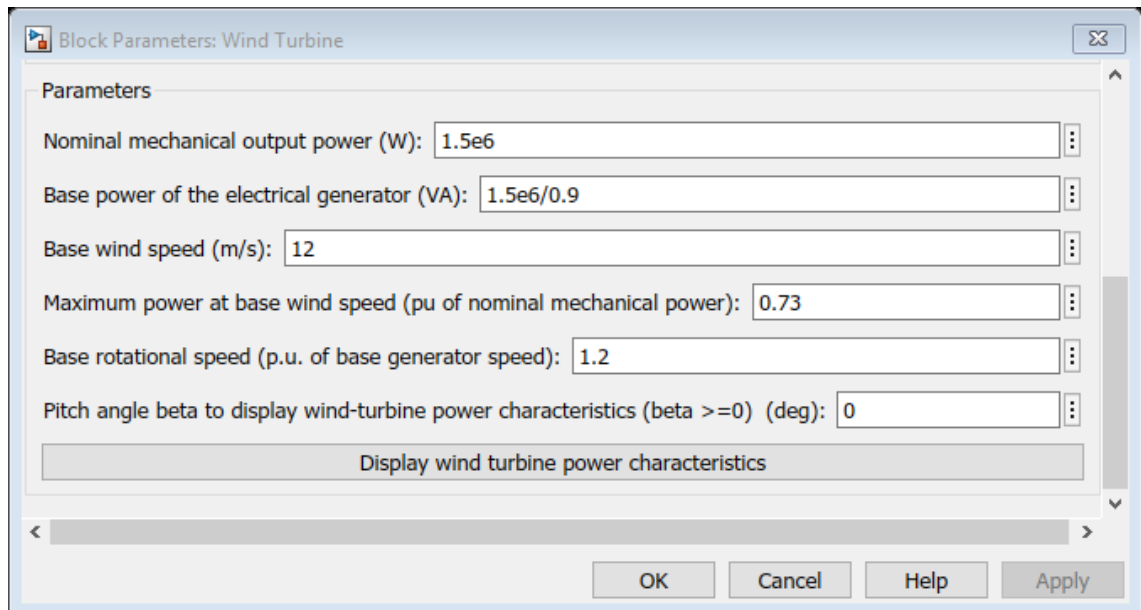 Block Parameters: Wind Turbine
Parameters
Nominal mechanical output power (W): 1.5e6
Base power of the electrical generator (VA): 1.5e6/0.9
Base wind speed (m/s): 12
Maximum power at base wind speed (pu of nominal mechanical power): 0.73
Base rotational speed (p.u. of base generator speed): 1.2
Pitch angle beta to display wind-turbine power characteristics (beta >=0) (deg): 0
Display wind turbine power characteristics
OK Cancel Help Apply